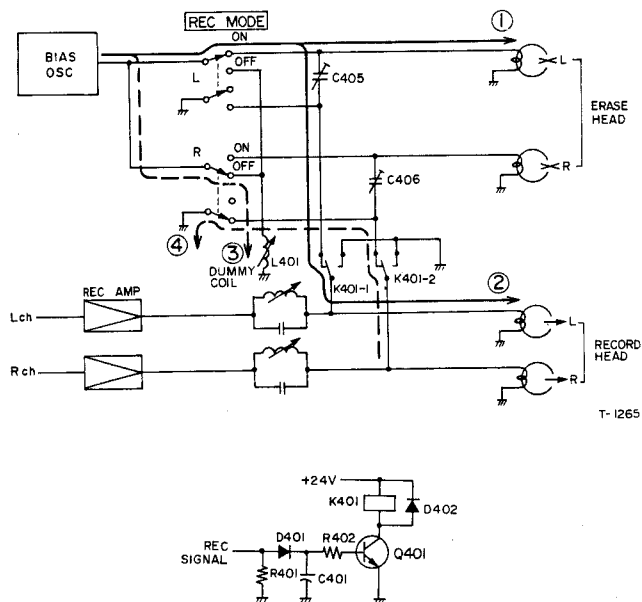 REC MODE
①
ON
BIAS
OSC
OFF
L
C405
L
ERASE
HEAD
R
ON
OFF
C406
R
④
③
DUMMY
COIL
L401
K401-1
K401-2
②
REC AMP
L ch
L
RECORD
HEAD
R ch
R
T-1265
+24V
K401
D402
REC
SIGNAL
D401
R402
Q401
R401
C401